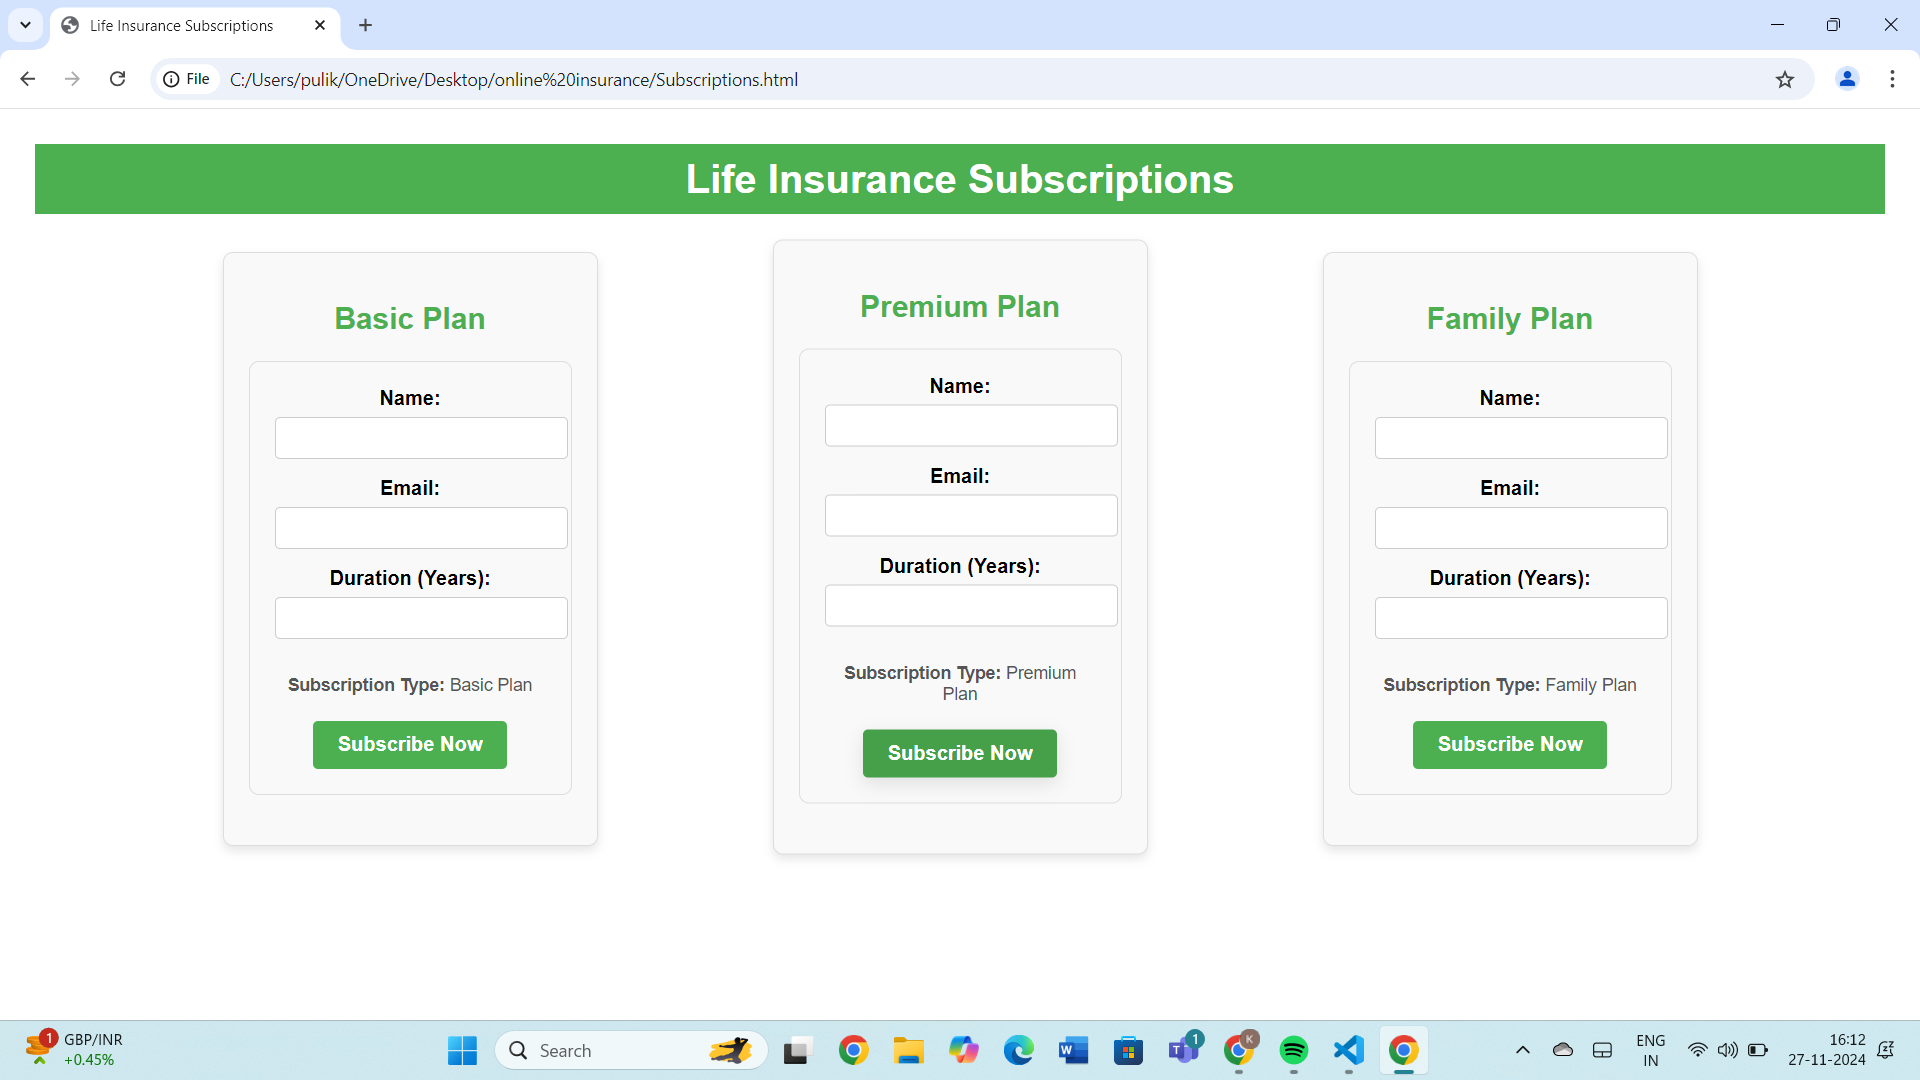 Life Insurance Subscriptions
File
C:/Users/pulik/OneDrive/Desktop/online%20insurance/Subscriptions.html
Life Insurance Subscriptions
Basic Plan
Name:
Email:
Duration (Years):
Subscription Type: Basic Plan
Subscribe Now
Premium Plan
Name:
Email:
Duration (Years):
Subscription Type: Premium
Plan
Subscribe Now
Family Plan
Name:
Email:
Duration (Years):
Subscription Type: Family Plan
Subscribe Now
1
GBP/INR
+0.45%
Search
W
T
1
K
ENG
IN
16:12
27-11-2024